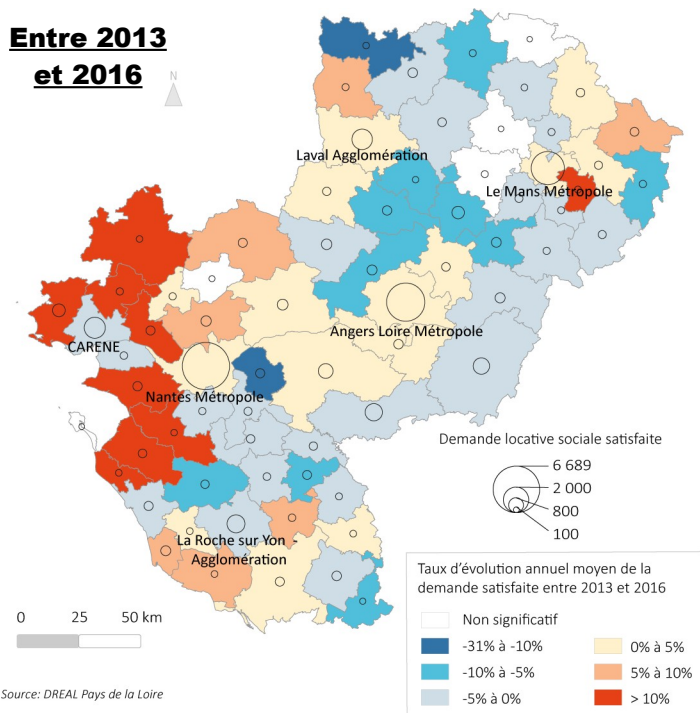 Entre 2013
et 2016
N
Laval Agglomération
Le Mans Métropole
Angers Loire Métropole
CARENE
Nantes Métropole
La Roche sur Yon -
Agglomération
Demande locative sociale satisfaite
6 689
2 000
800
100
Taux d'évolution annuel moyen de la
demande satisfaite entre 2013 et 2016
Non significatif
-31% à -10%
0% à 5%
-10% à -5%
5% à 10%
-5% à 0%
> 10%
0 25 50 km
Source: DREAL Pays de la Loire